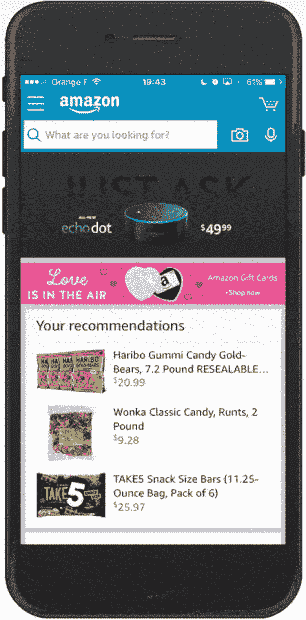 Orange F 19:43 61%
amazon
What are you looking for?
JUST ASK
echo dot $49.99
Love
IS IN THE AIR
Amazon Gift Cards
Shop now
Your recommendations
Haribo Gummi Candy Gold-
Bears, 7.2 Pound RESEALABLE...
$20.99
Wonka Classic Candy, Runts, 2
Pound
$9.28
TAKE5 Snack Size Bars (11.25-
Ounce Bag, Pack of 6)
$25.97
HARIBO
TAKE 5